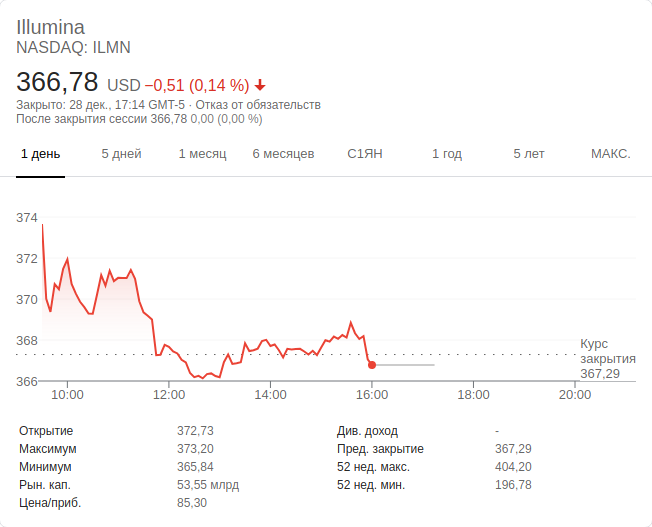 Illumina
NASDAQ: ILMN
366,78 USD −0,51 (0,14 %)
Закрыто: 28 дек., 17:14 GMT-5 · Отказ от обязательств
После закрытия сессии 366,78 0,00 (0,00 %)
1 день 5 дней 1 месяц 6 месяцев С1ЯН 1 год 5 лет МАКС.
374
372
370
368
Курс
закрытия
367,29
366
10:00 12:00 14:00 16:00 18:00 20:00
Открытие 372,73 Див. доход -
Максимум 373,20 Пред. закрытие 367,29
Минимум 365,84 52 нед. макс. 404,20
Рын. кап. 53,55 млрд 52 нед. мин. 196,78
Цена/приб. 85,30